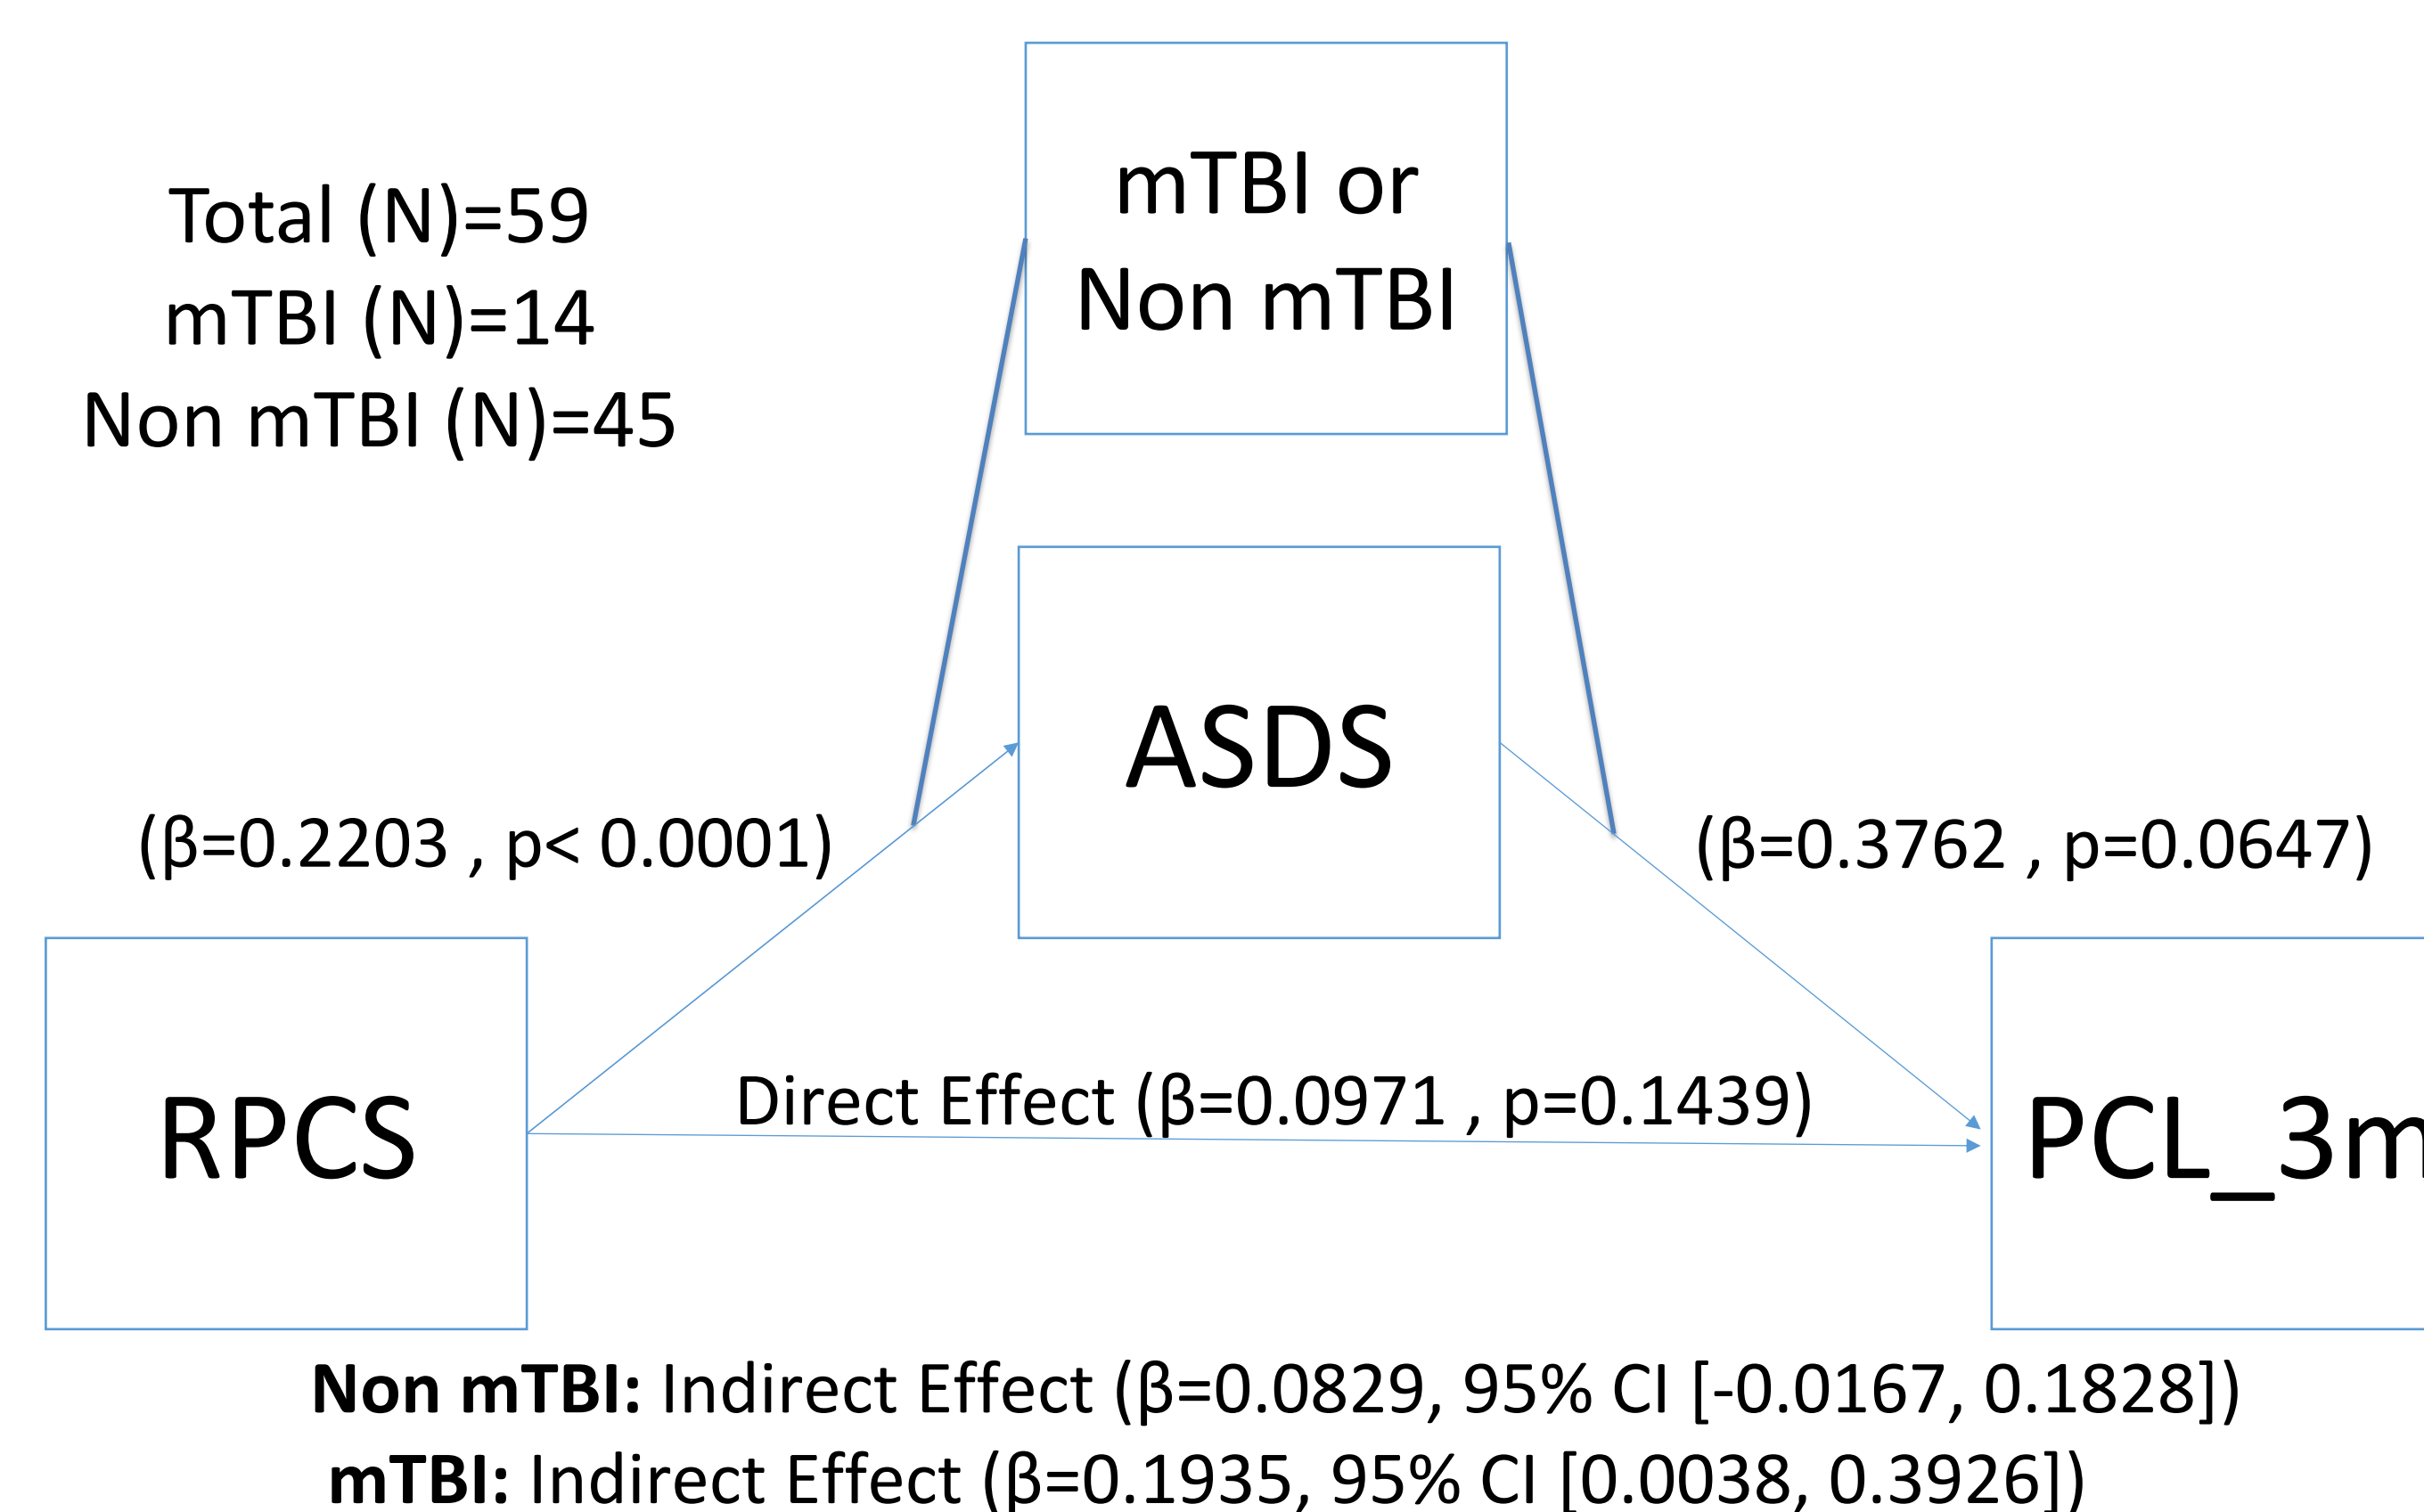 Total (N)=59
mTBI (N)=14
Non mTBI (N)=45
mTBI or
Non mTBI
ASDS
(β=0.2203 , p< 0.0001)
(β=0.3762 , p=0.0647)
Direct Effect (β=0.0971, p=0.1439)
RPCS
PCL_3m
Non mTBI: Indirect Effect (β=0.0829, 95% CI [-0.0167, 0.1828])
mTBI: Indirect Effect (β=0.1935, 95% CI [0.0038, 0.3926])